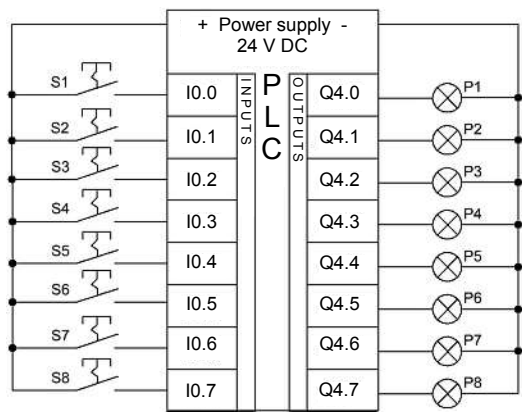 + Power supply -
24 V DC
PLC
INPUTS
OUTPUTS
S1 I0.0 Q4.0 P1
S2 I0.1 Q4.1 P2
S3 I0.2 Q4.2 P3
S4 I0.3 Q4.3 P4
S5 I0.4 Q4.4 P5
S6 I0.5 Q4.5 P6
S7 I0.6 Q4.6 P7
S8 I0.7 Q4.7 P8